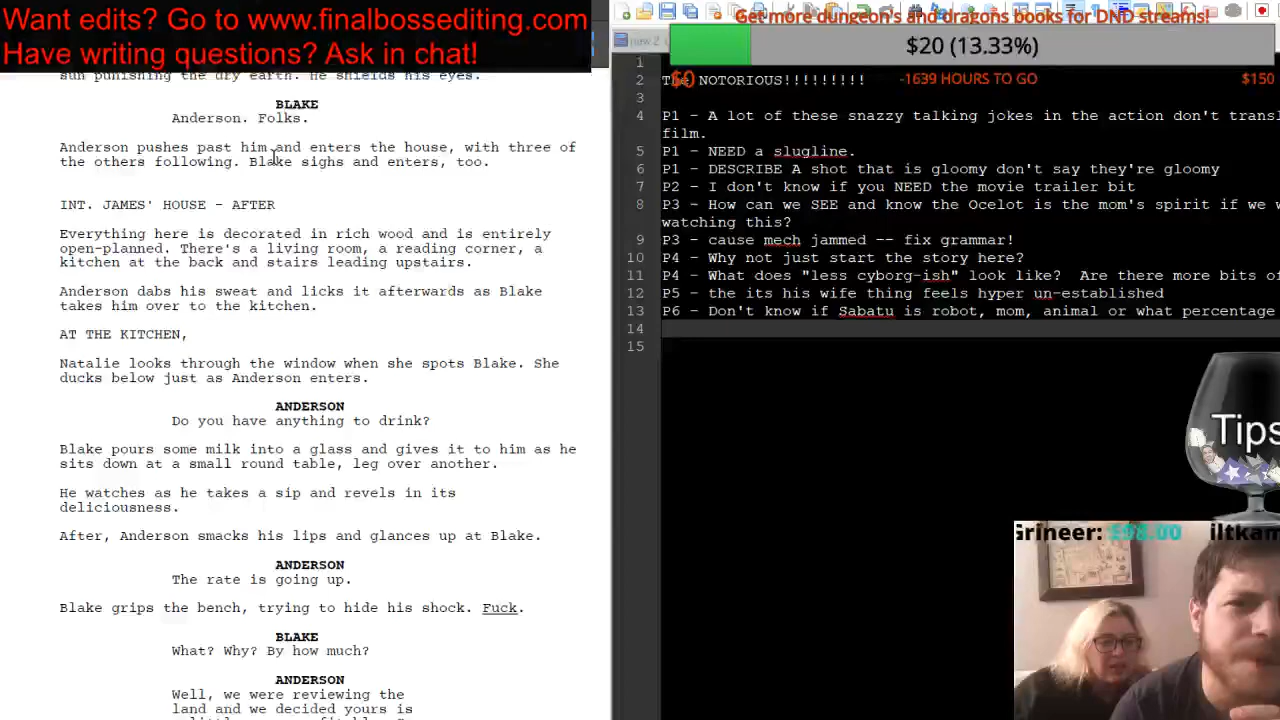 Want edits? Go to www.finalbossediting.com
Have writing questions? Ask in chat!
sun punishing the dry earth. He shields his eyes.
BLAKE
Anderson. Folks.
Anderson pushes past him and enters the house, with three of
the others following. Blake sighs and enters, too.
INT. JAMES' HOUSE - AFTER
Everything here is decorated in rich wood and is entirely
open-planned. There's a living room, a reading corner, a
kitchen at the back and stairs leading upstairs.
Anderson dabs his sweat and licks it afterwards as Blake
takes him over to the kitchen.
AT THE KITCHEN,
Natalie looks through the window when she spots Blake. She
ducks below just as Anderson enters.
ANDERSON
Do you have anything to drink?
Blake pours some milk into a glass and gives it to him as he
sits down at a small round table, leg over another.
He watches as he takes a sip and revels in its
deliciousness.
After, Anderson smacks his lips and glances up at Blake.
ANDERSON
The rate is going up.
Blake grips the bench, trying to hide his shock. Fuck.
BLAKE
What? Why? By how much?
ANDERSON
Well, we were reviewing the
land and we decided yours is
Get more dungeon's and dragons books for DND streams!
new 2
$20 (13.33%)
$0
-1639 HOURS TO GO
$150
1
2 The NOTORIOUS!!!!!!!!!
3
4 P1 - A lot of these snazzy talking jokes in the action don't trans
film.
5 P1 - NEED a slugline.
6 P1 - DESCRIBE A shot that is gloomy don't say they're gloomy
7 P2 - I don't know if you NEED the movie trailer bit
8 P3 - How can we SEE and know the Ocelot is the mom's spirit if we w
watching this?
9 P3 - cause mech jammed -- fix grammar!
10 P4 - Why not just start the story here?
11 P4 - What does "less cyborg-ish" look like? Are there more bits of
12 P5 - the its his wife thing feels hyper un-established
13 P6 - Don't know if Sabatu is robot, mom, animal or what percentage
14
15
Tips
Grineer: $98.00
iltkam